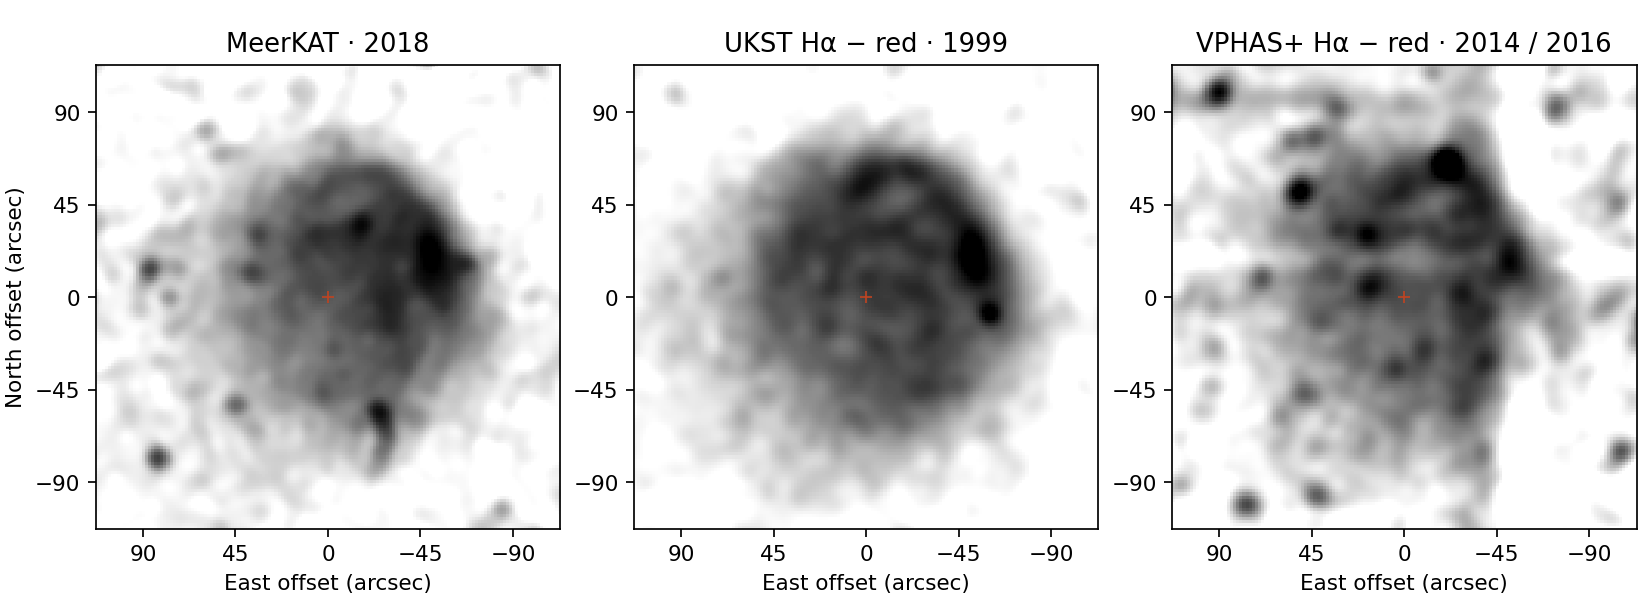 MeerKAT · 2018
UKST Hα − red · 1999
VPHAS+ Hα − red · 2014 / 2016
North offset (arcsec)
90
45
0
−45
−90
90
45
0
−45
−90
90
45
0
−45
−90
90 45 0 −45 −90
90 45 0 −45 −90
90 45 0 −45 −90
East offset (arcsec)
East offset (arcsec)
East offset (arcsec)